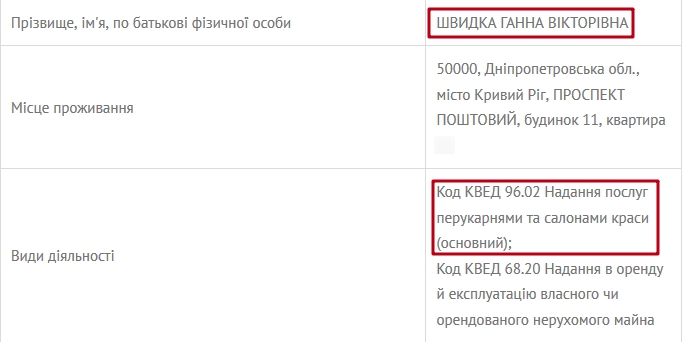 Прізвище, ім'я, по батькові фізичної особи
ШВИДКА ГАННА ВІКТОРІВНА
Місце проживання
50000, Дніпропетровська обл.,
місто Кривий Ріг, ПРОСПЕКТ
ПОШТОВИЙ, будинок 11, квартира
Види діяльності
Код КВЕД 96.02 Надання послуг
перукарнями та салонами краси
(основний);
Код КВЕД 68.20 Надання в оренду
й експлуатацію власного чи
орендованого нерухомого майна